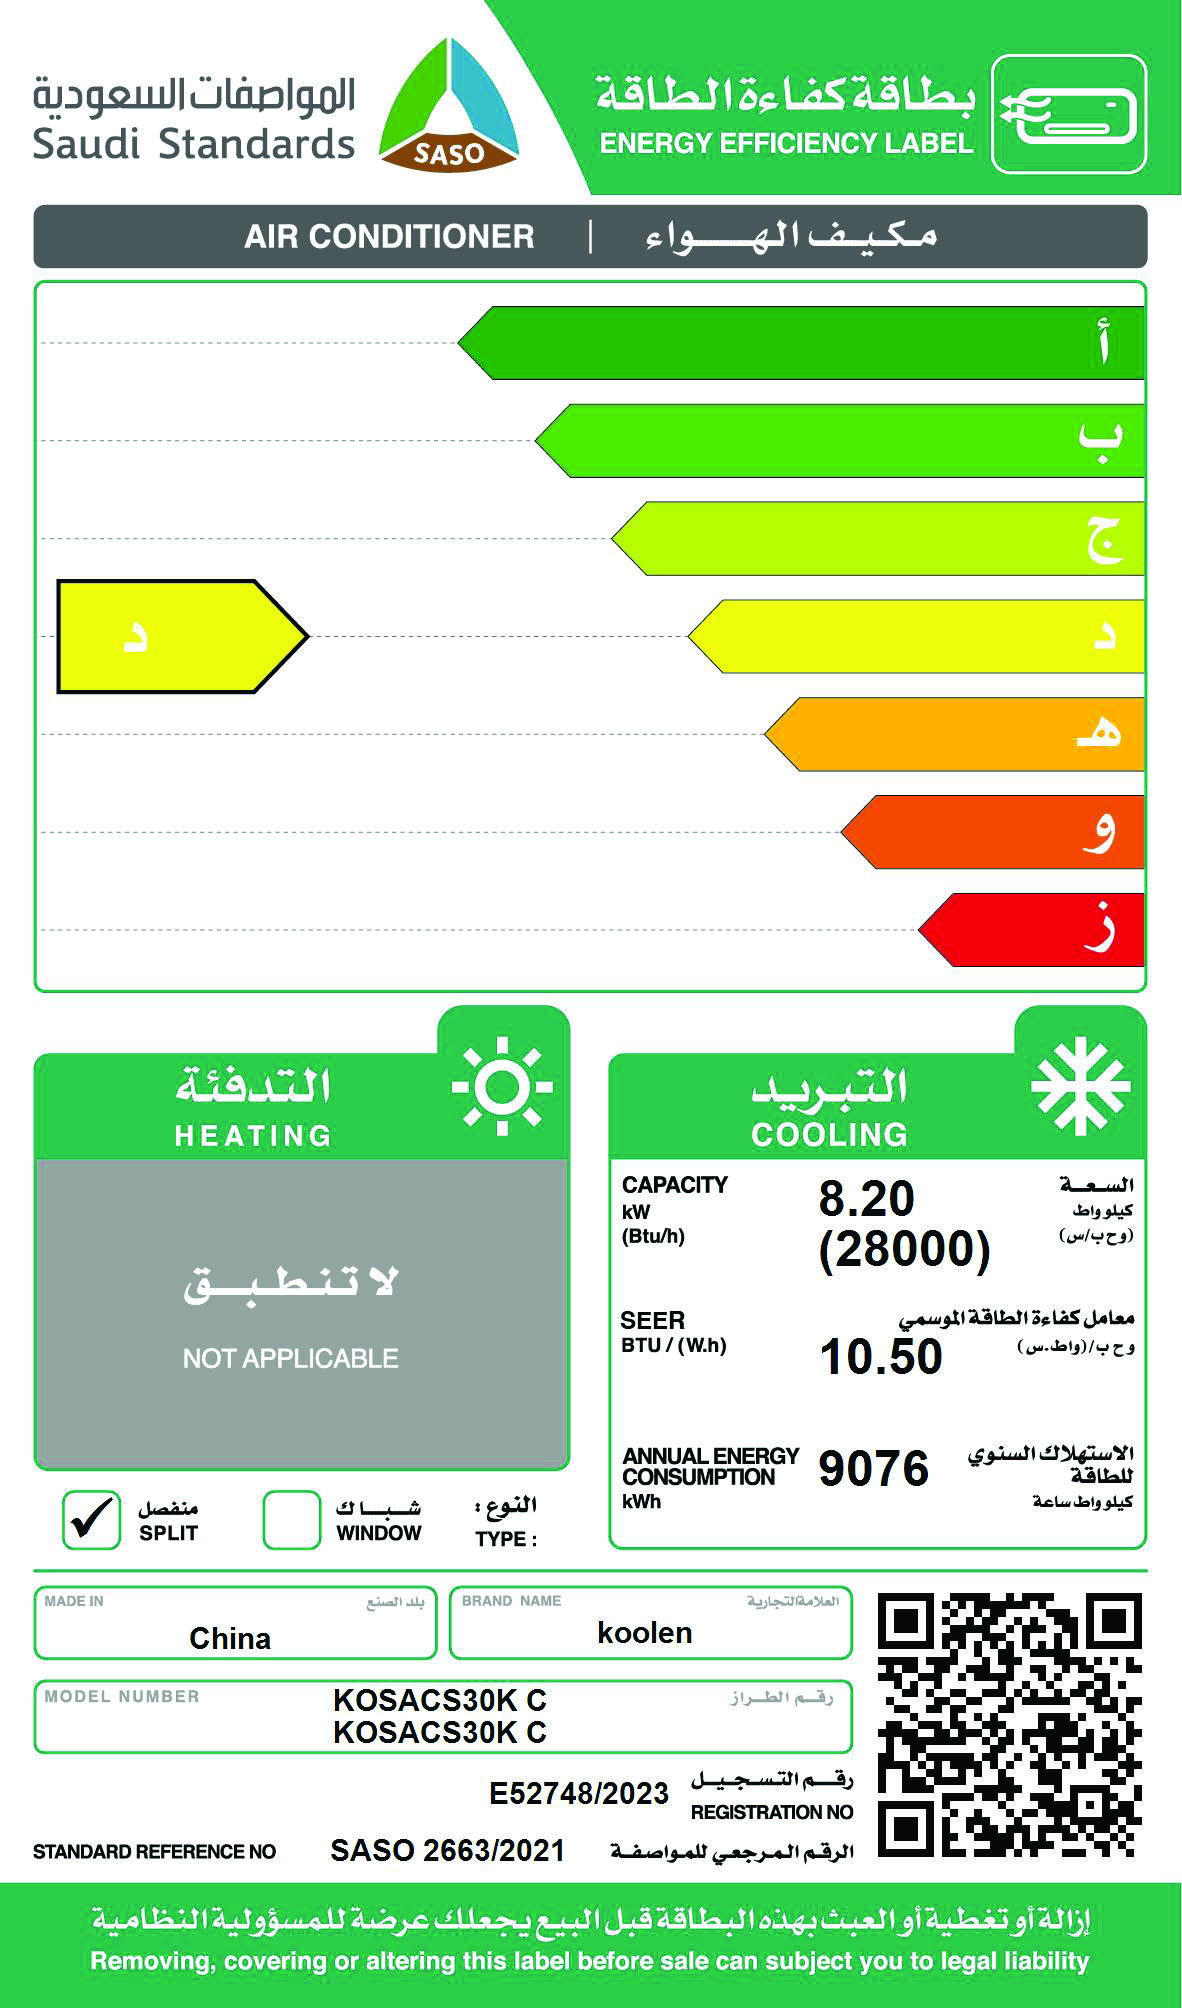 المواصفات السعودية
Saudi Standards
SASO
بطاقة كفاءة الطاقة
ENERGY EFFICIENCY LABEL
AIR CONDITIONER | مكيف الهواء
أ
ب
ج
د
د
هـ
و
ز
التدفئة
HEATING
لا تنطبق
NOT APPLICABLE
التبريد
COOLING
CAPACITY 8.20 السعة
kW كيلو واط
(Btu/h) (28000) (وح ب/س)
SEER معامل كفاءة الطاقة الموسمي
BTU / (W.h) 10.50 وح ب/(واط.س)
ANNUAL ENERGY 9076 الاستهلاك السنوي
CONSUMPTION للطاقة
kWh كيلو واط ساعة
منفصل شباك النوع :
SPLIT WINDOW TYPE :
MADE IN بلد الصنع
China
BRAND NAME العلامة التجارية
koolen
MODEL NUMBER KOSACS30K C رقم الطراز
KOSACS30K C
E52748/2023 رقم التسجيل
REGISTRATION NO
STANDARD REFERENCE NO SASO 2663/2021 الرقم المرجعي للمواصفة
إزالة أو تغطية أو العبث بهذه البطاقة قبل البيع يجعلك عرضة للمسؤولية النظامية
Removing, covering or altering this label before sale can subject you to legal liability